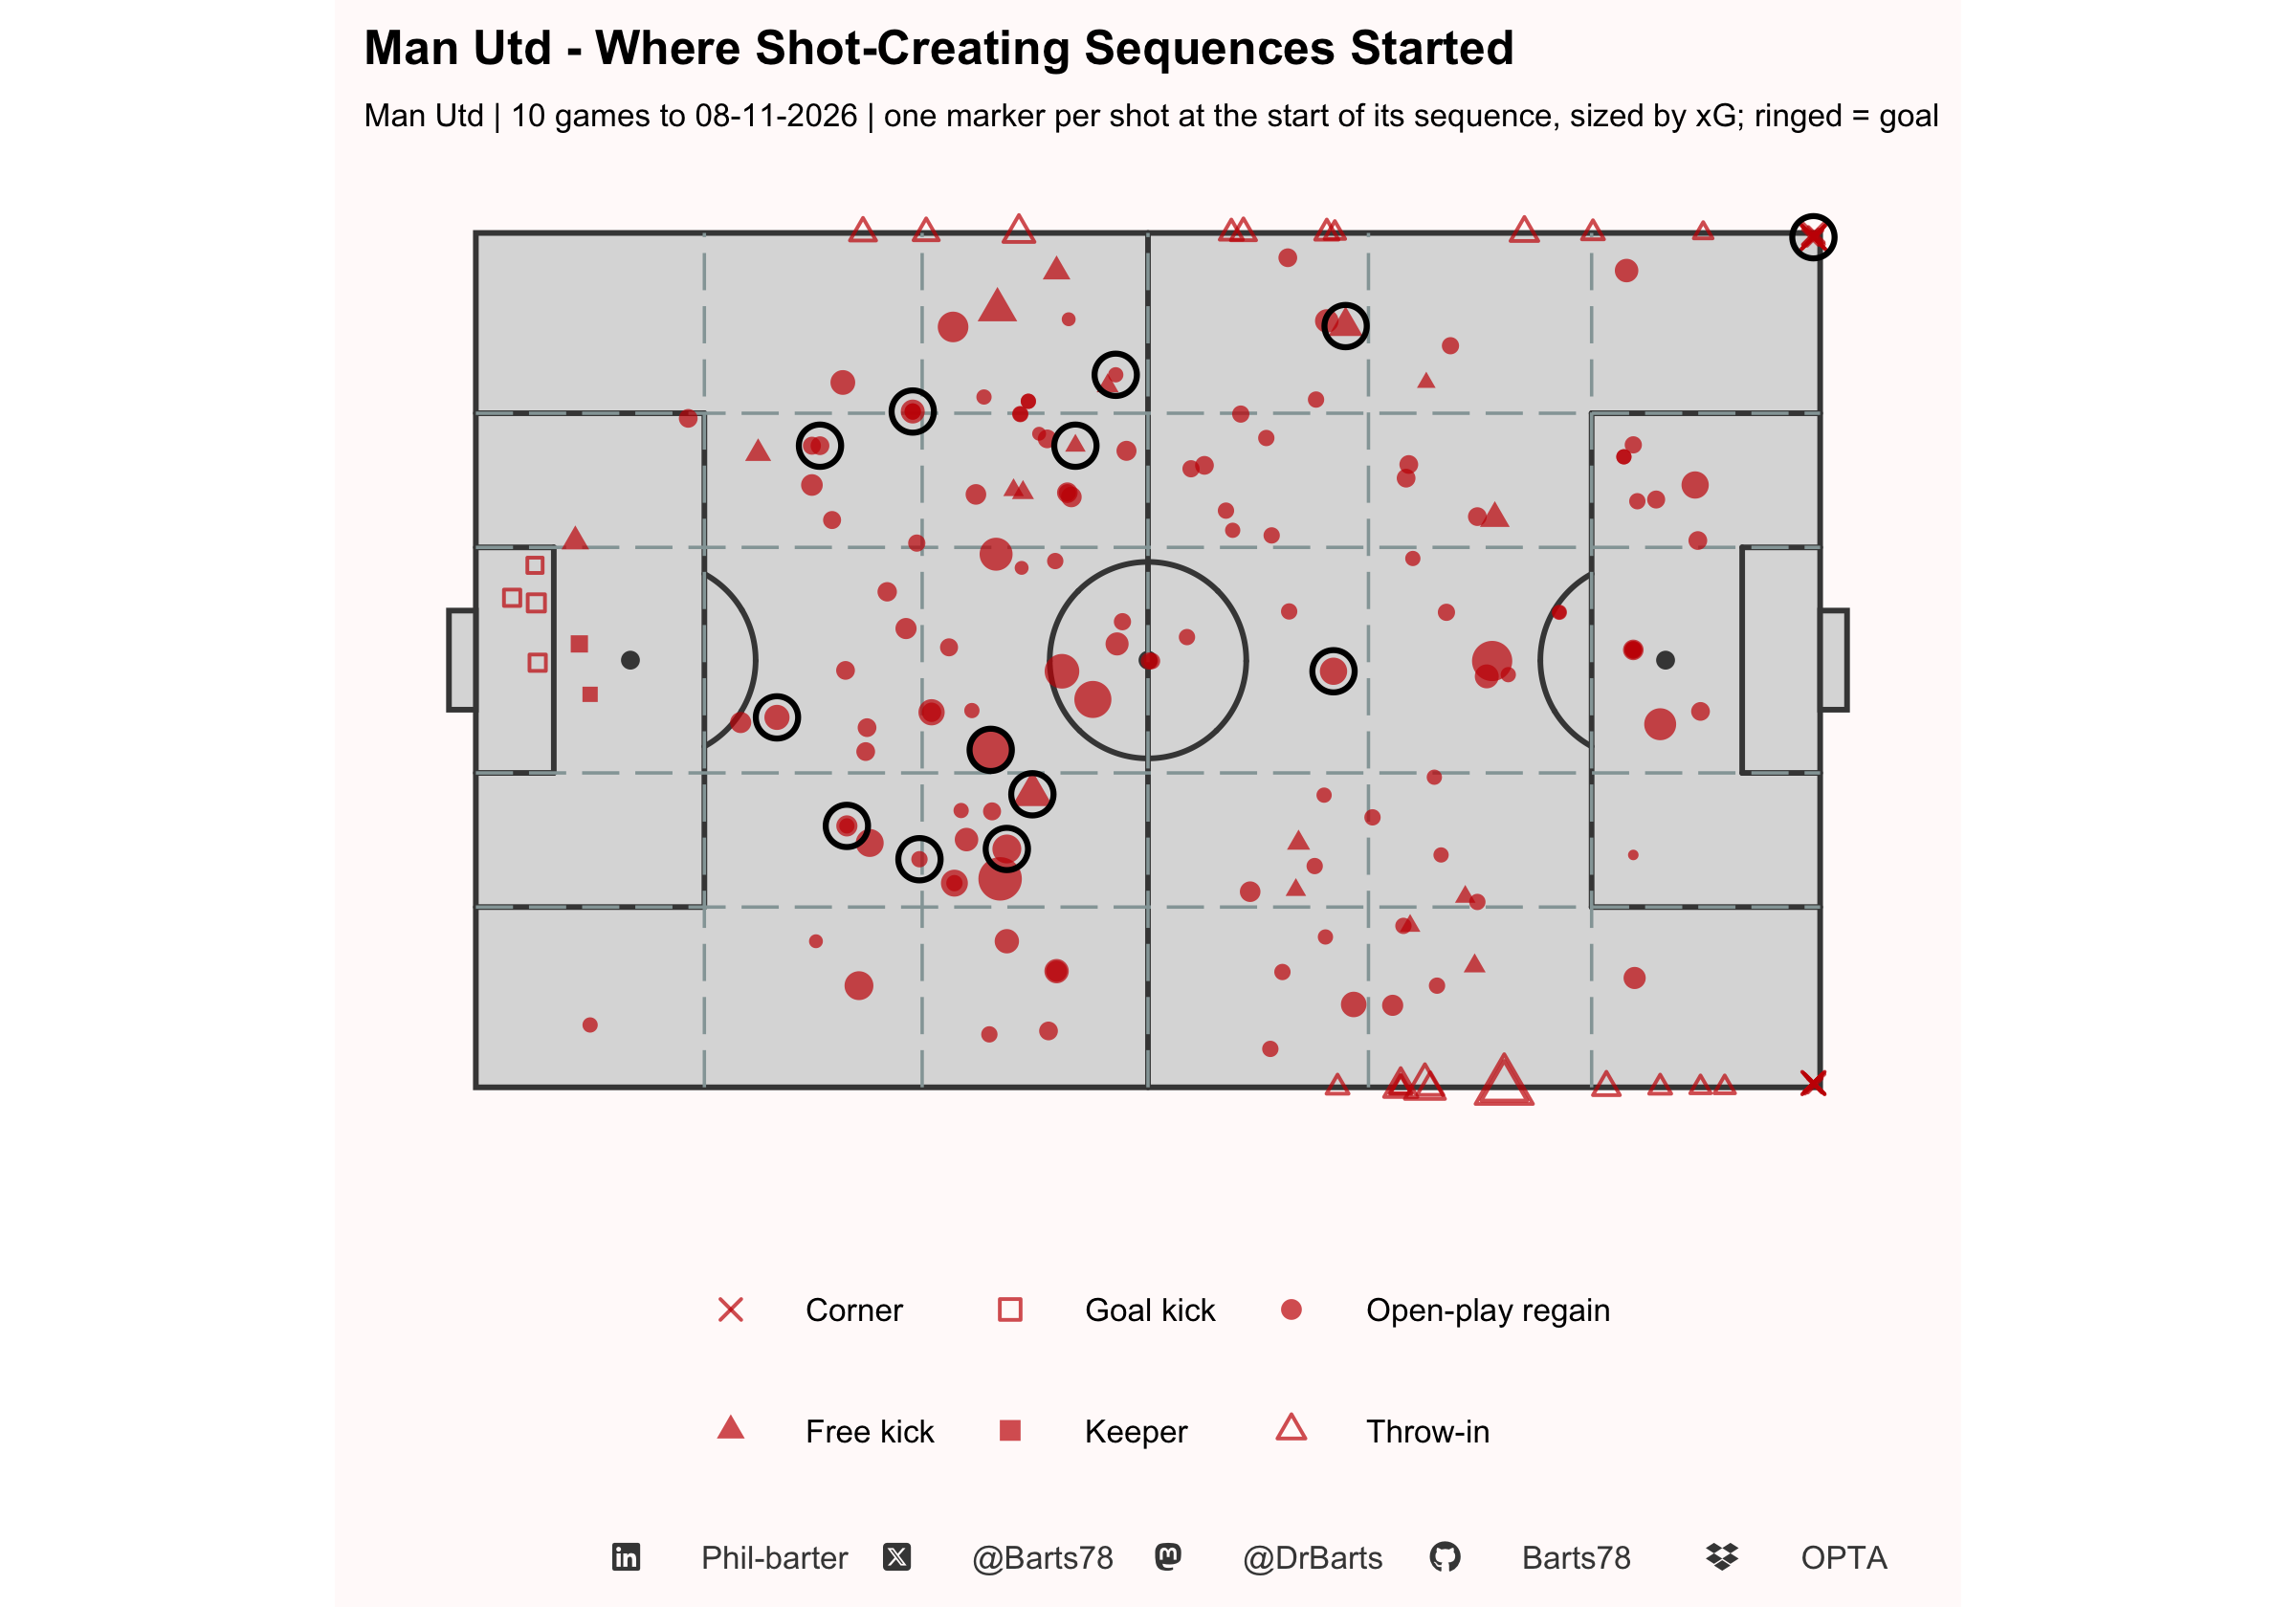 Man Utd - Where Shot-Creating Sequences Started
Man Utd | 10 games to 08-11-2026 | one marker per shot at the start of its sequence, sized by xG; ringed = goal
Corner Goal kick Open-play regain
Free kick Keeper Throw-in
Phil-barter @Barts78 @DrBarts Barts78 OPTA